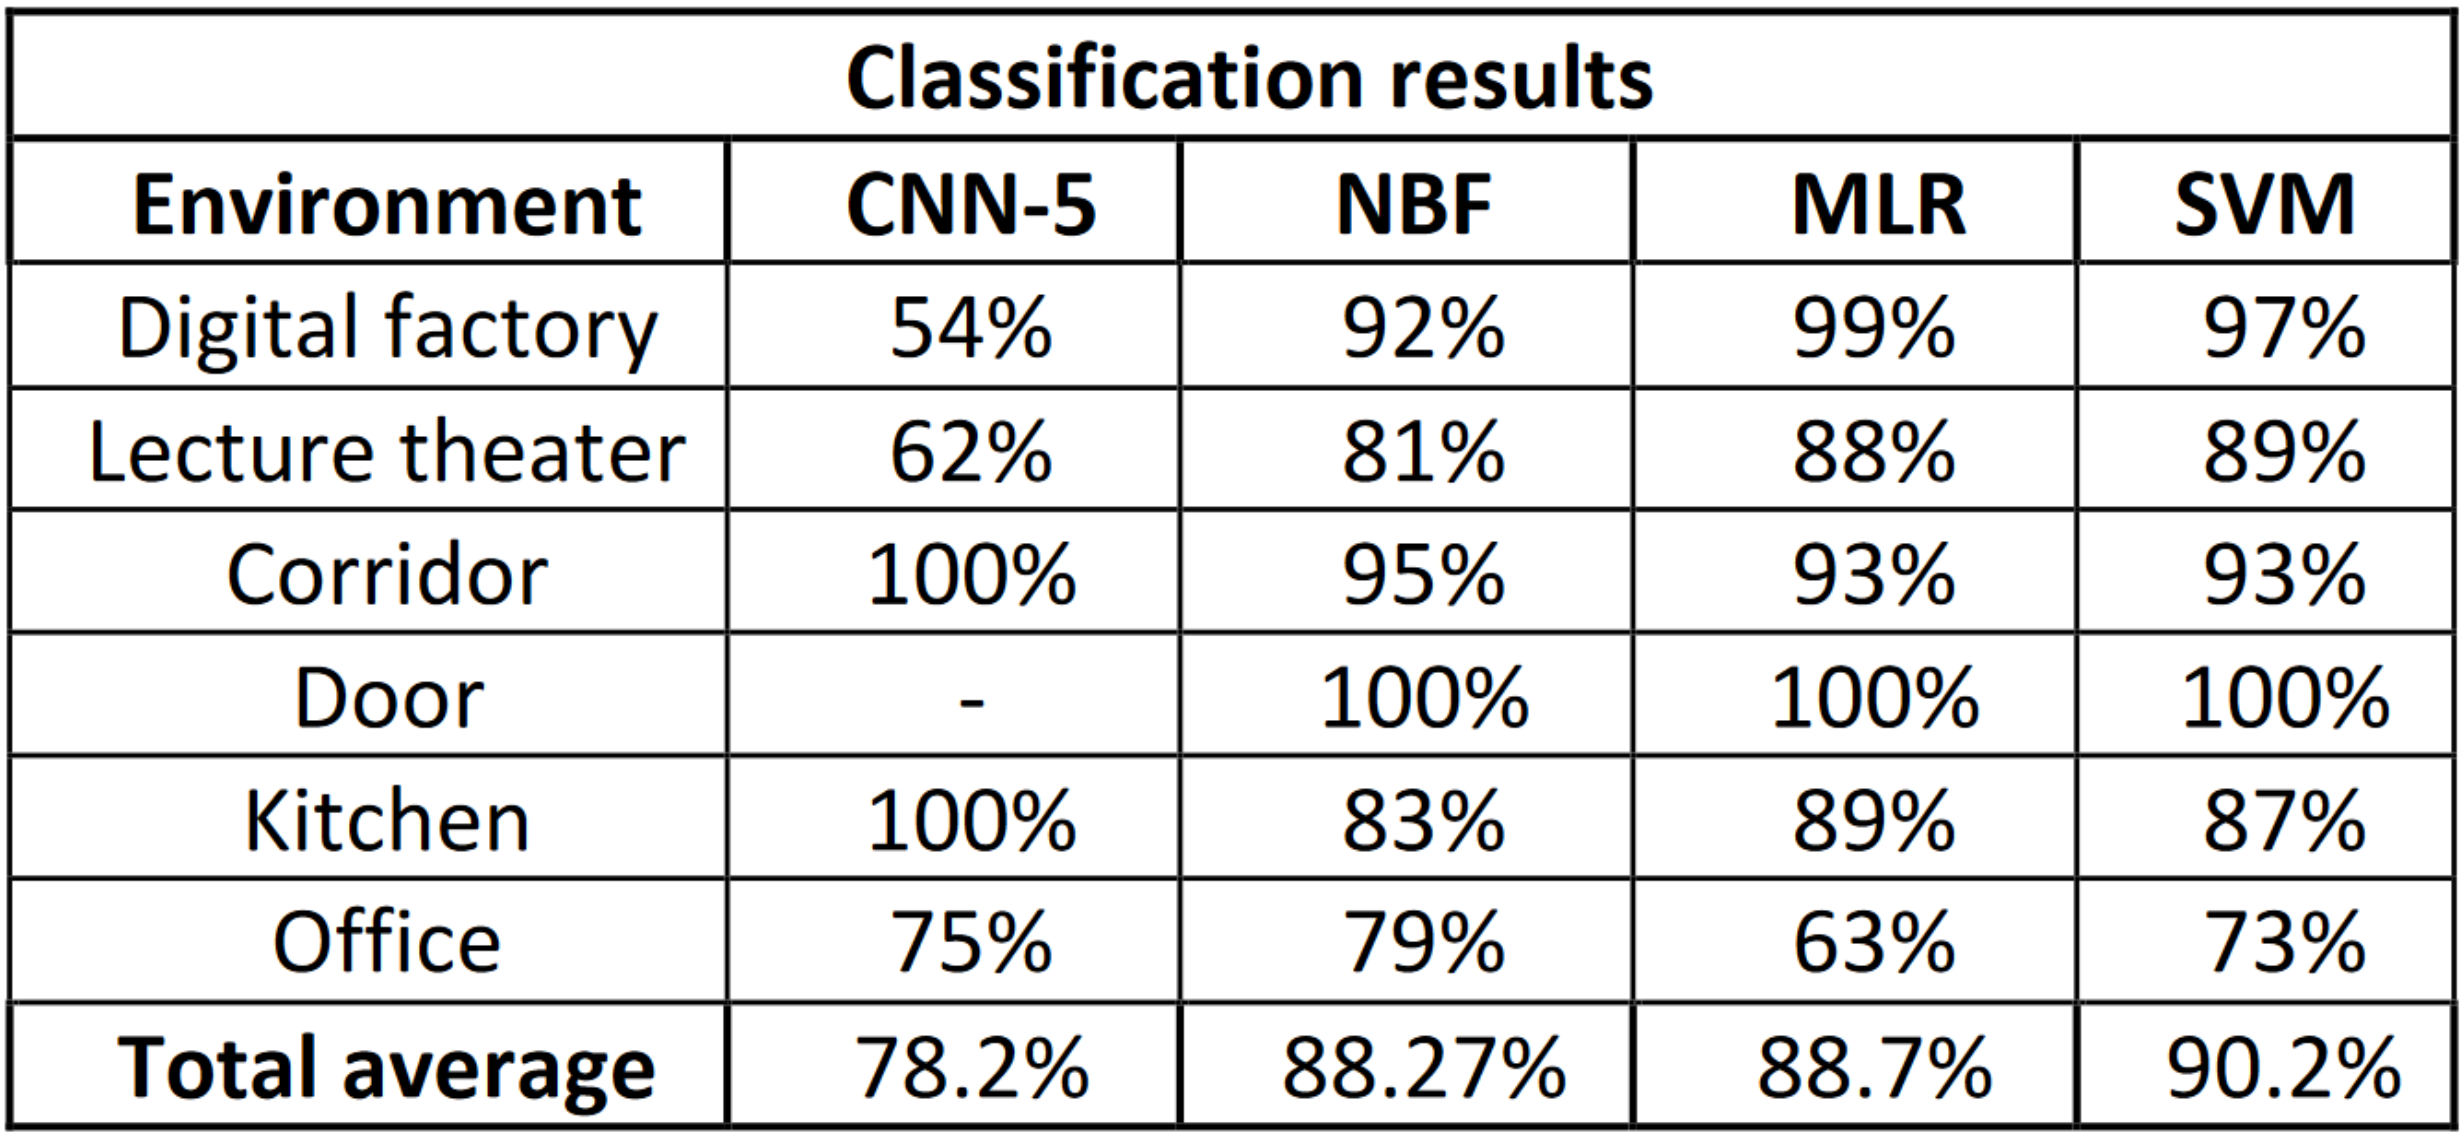 Classification results
Environment CNN-5 NBF MLR SVM
Digital factory 54% 92% 99% 97%
Lecture theater 62% 81% 88% 89%
Corridor 100% 95% 93% 93%
Door - 100% 100% 100%
Kitchen 100% 83% 89% 87%
Office 75% 79% 63% 73%
Total average 78.2% 88.27% 88.7% 90.2%